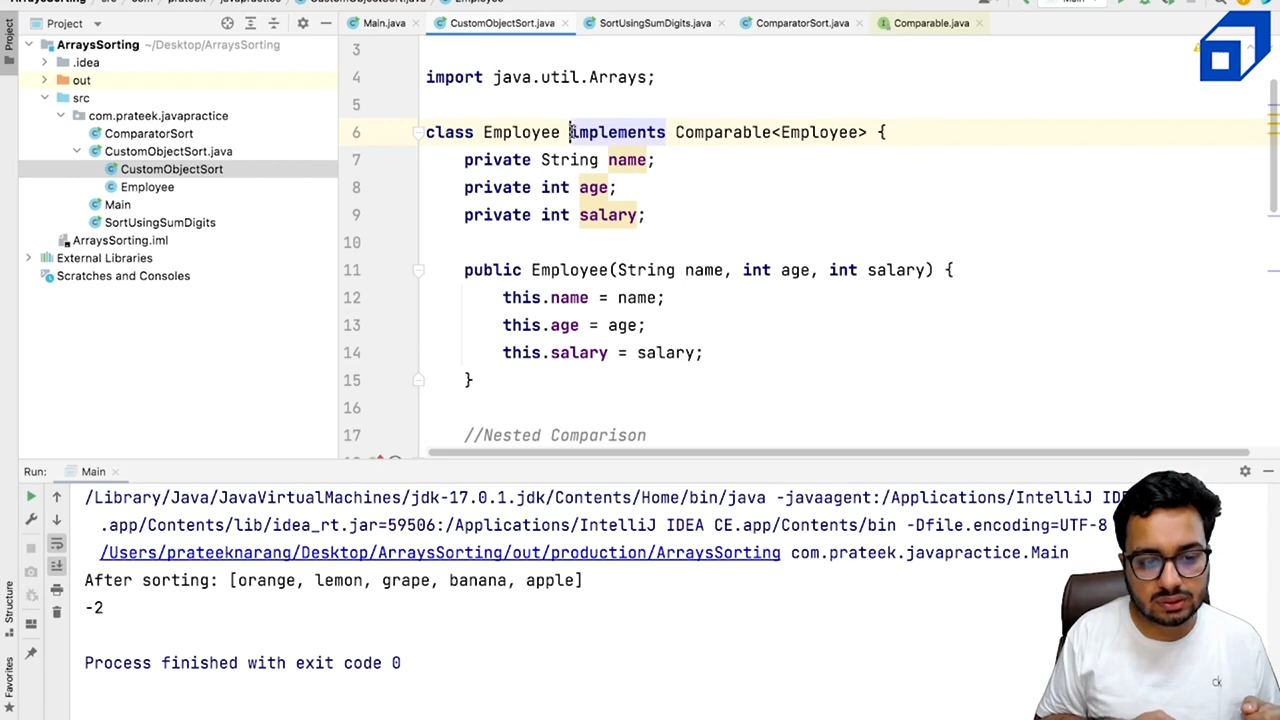 Project
Main.java
CustomObjectSort.java
SortUsingSumDigits.java
ComparatorSort.java
Comparable.java
Project
ArraysSorting ~/Desktop/ArraysSorting
.idea
out
src
com.prateek.javapractice
ComparatorSort
CustomObjectSort.java
CustomObjectSort
Employee
Main
SortUsingSumDigits
ArraysSorting.iml
External Libraries
Scratches and Consoles
3
4 import java.util.Arrays;
5
6 class Employee implements Comparable<Employee> {
7 private String name;
8 private int age;
9 private int salary;
10
11 public Employee(String name, int age, int salary) {
12 this.name = name;
13 this.age = age;
14 this.salary = salary;
15 }
16
17 //Nested Comparison
Run: Main
/Library/Java/JavaVirtualMachines/jdk-17.0.1.jdk/Contents/Home/bin/java -javaagent:/Applications/IntelliJ IDE
.app/Contents/lib/idea_rt.jar=59506:/Applications/IntelliJ IDEA CE.app/Contents/bin -Dfile.encoding=UTF-8
/Users/prateeknarang/Desktop/ArraysSorting/out/production/ArraysSorting com.prateek.javapractice.Main
After sorting: [orange, lemon, grape, banana, apple]
-2
Process finished with exit code 0
Structure
Favorites
ck